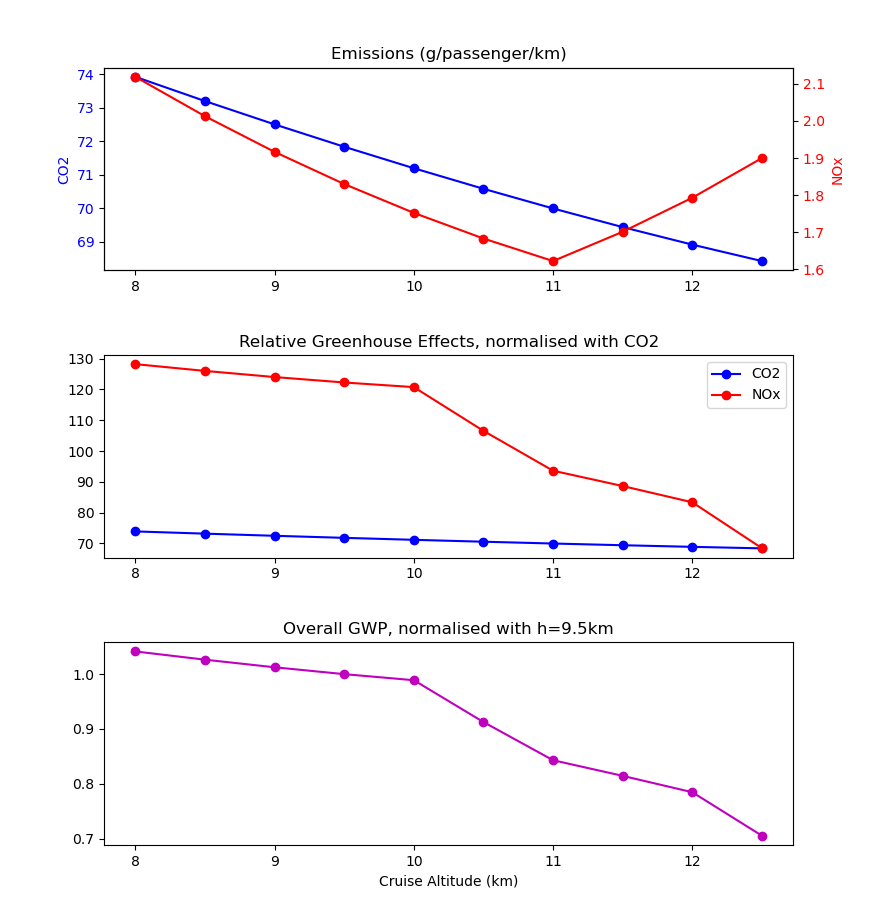 Emissions (g/passenger/km)
74
73
72
71
70
69
CO2
2.1
2.0
1.9
1.8
1.7
1.6
NOx
8 9 10 11 12
Relative Greenhouse Effects, normalised with CO2
130
120
110
100
90
80
70
CO2
NOx
8 9 10 11 12
Overall GWP, normalised with h=9.5km
1.0
0.9
0.8
0.7
8 9 10 11 12
Cruise Altitude (km)